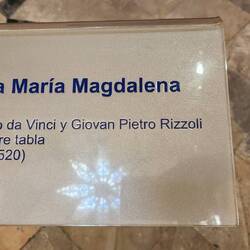 a María Magdalena
o da Vinci y Giovan Pietro Rizzoli
re tabla
520)